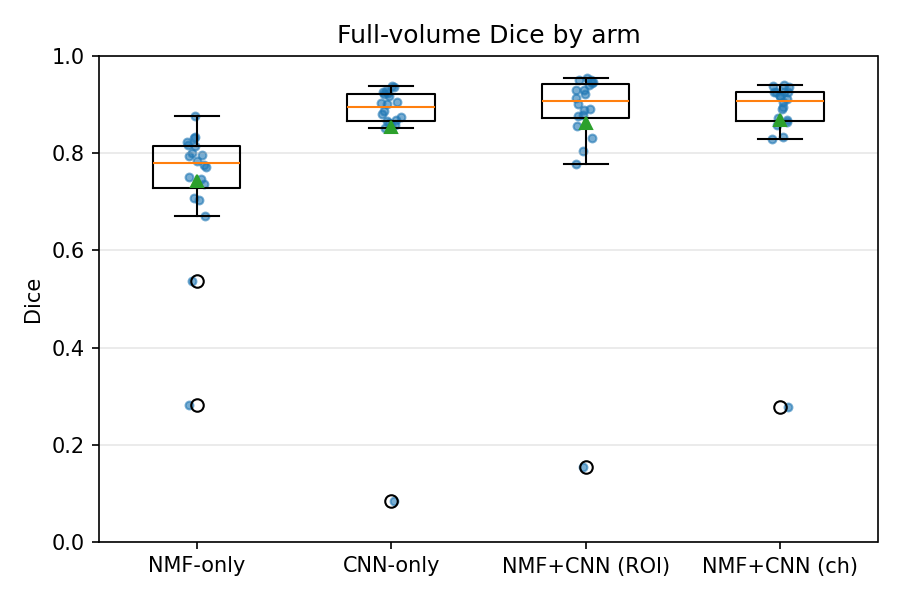 Full-volume Dice by arm
1.0
0.8
0.6
0.4
0.2
0.0
Dice
NMF-only CNN-only NMF+CNN (ROI) NMF+CNN (ch)